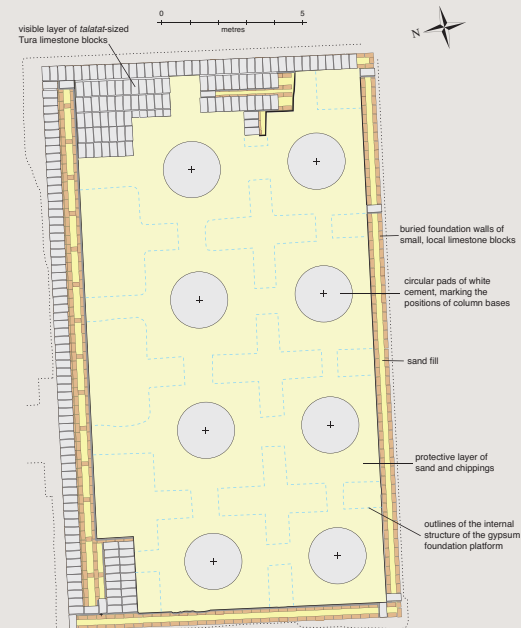 0 5
metres
N
visible layer of talatat-sized
Tura limestone blocks
buried foundation walls of
small, local limestone blocks
circular pads of white
cement, marking the
positions of column bases
sand fill
protective layer of
sand and chippings
outlines of the internal
structure of the gypsum
foundation platform